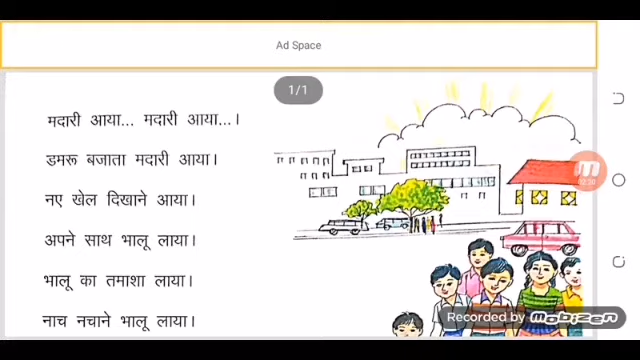 Ad Space
1/1
मदारी आया... मदारी आया...।
डमरू बजाता मदारी आया।
नए खेल दिखाने आया।
अपने साथ भालू लाया।
भालू का तमाशा लाया।
नाच नचाने भालू लाया।
Recorded by Mobizen